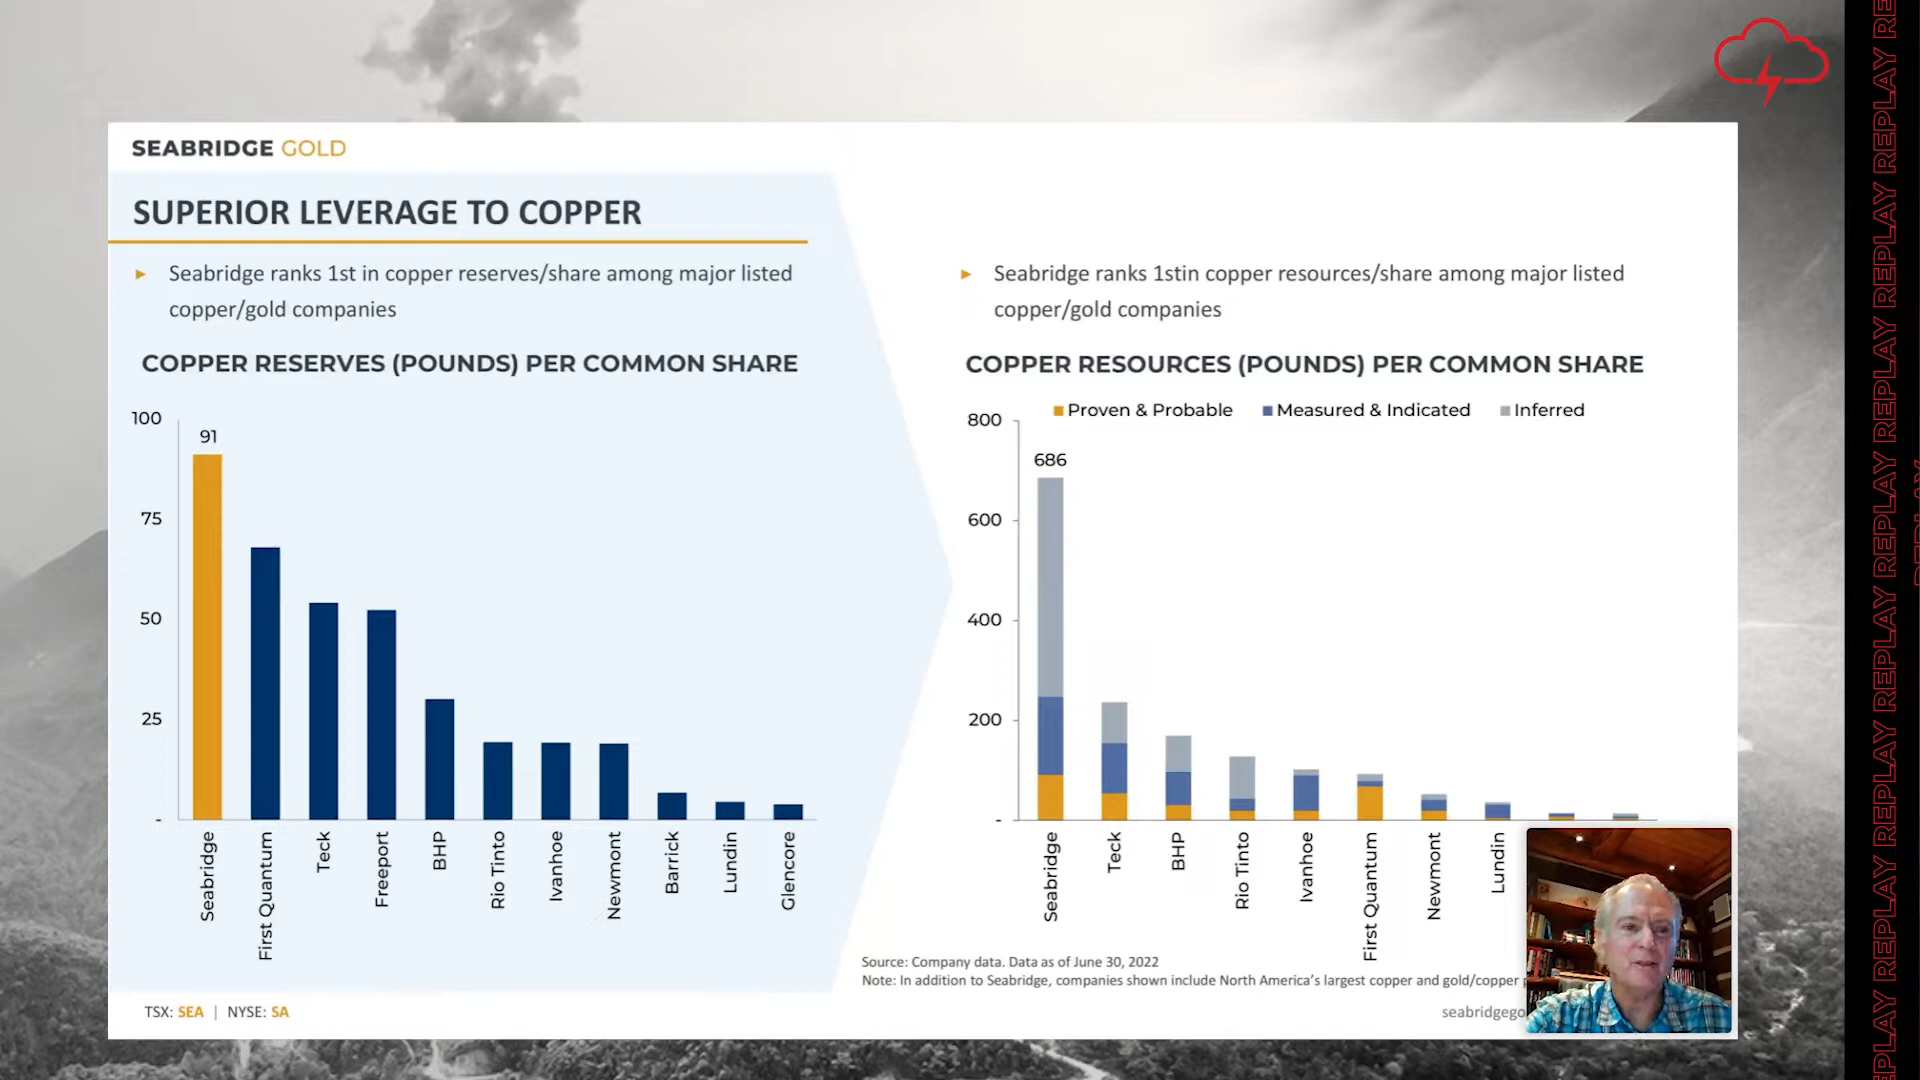 SEABRIDGE GOLD
SUPERIOR LEVERAGE TO COPPER
► Seabridge ranks 1st in copper reserves/share among major listed
copper/gold companies
COPPER RESERVES (POUNDS) PER COMMON SHARE
100
75
50
25
-
91
Seabridge
First Quantum
Teck
Freeport
BHP
Rio Tinto
Ivanhoe
Newmont
Barrick
Lundin
Glencore
► Seabridge ranks 1stin copper resources/share among major listed
copper/gold companies
COPPER RESOURCES (POUNDS) PER COMMON SHARE
Proven & Probable Measured & Indicated Inferred
800
600
400
200
-
686
Seabridge
Teck
BHP
Rio Tinto
Ivanhoe
First Quantum
Newmont
Lundin
Source: Company data. Data as of June 30, 2022
Note: In addition to Seabridge, companies shown include North America's largest copper and gold/copper
TSX: SEA | NYSE: SA
seabridgego
REPLAY REPLAY REPLAY REPLAY REPLAY REPLAY REPLAY REPLAY REPLAY REPLAY